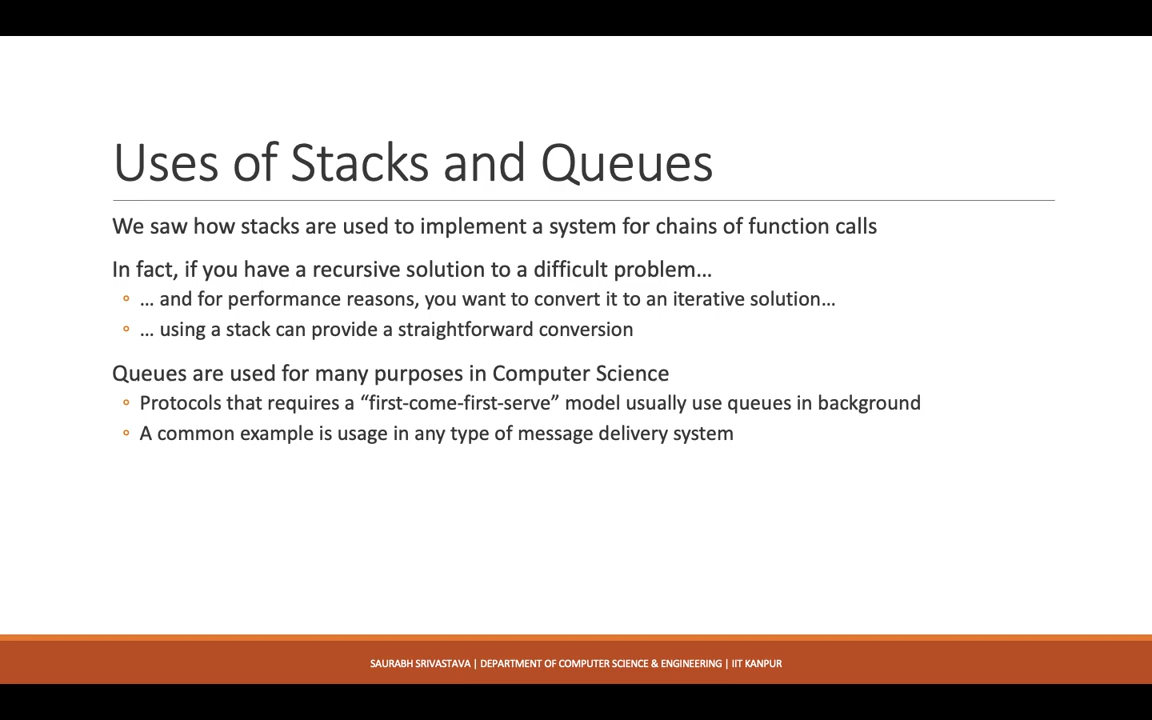 Uses of Stacks and Queues
We saw how stacks are used to implement a system for chains of function calls
In fact, if you have a recursive solution to a difficult problem…
… and for performance reasons, you want to convert it to an iterative solution…
… using a stack can provide a straightforward conversion
Queues are used for many purposes in Computer Science
Protocols that requires a “first-come-first-serve” model usually use queues in background
A common example is usage in any type of message delivery system
SAURABH SRIVASTAVA | DEPARTMENT OF COMPUTER SCIENCE & ENGINEERING | IIT KANPUR